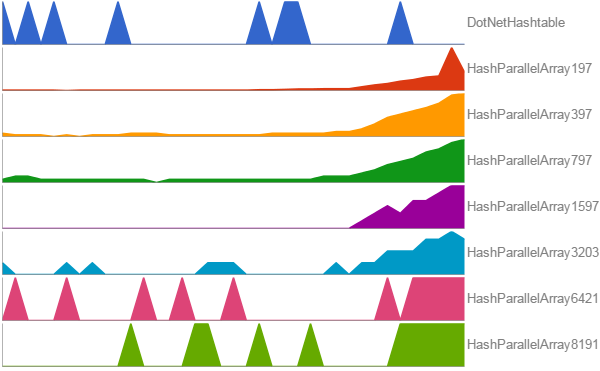 DotNetHashtable
HashParallelArray197
HashParallelArray397
HashParallelArray797
HashParallelArray1597
HashParallelArray3203
HashParallelArray6421
HashParallelArray8191